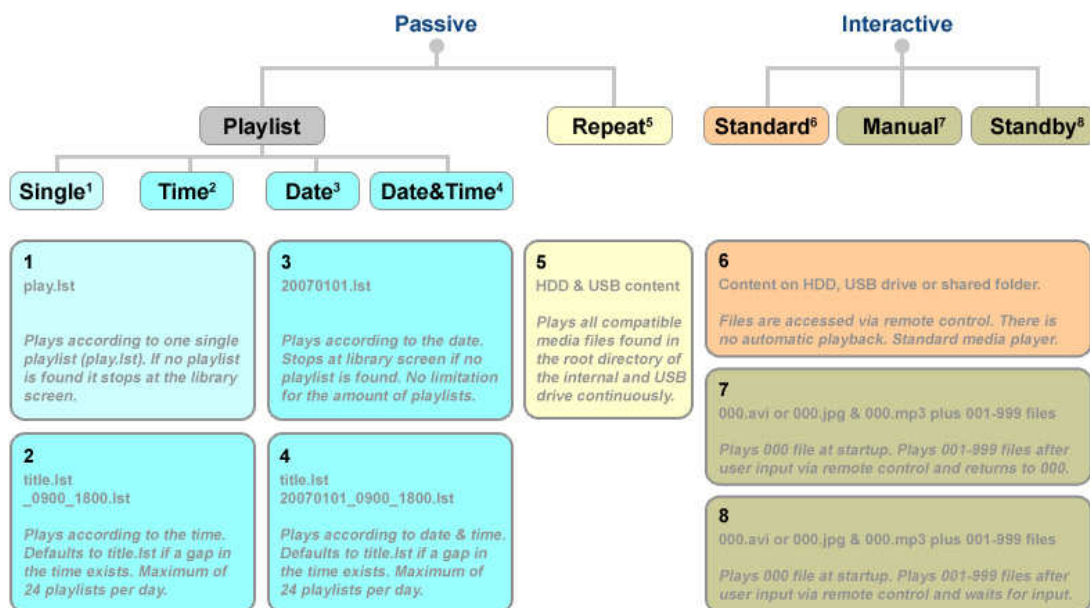 Passive
Interactive
Playlist
Repeat⁵
Standard⁶
Manual⁷
Standby⁸
Single¹
Time²
Date³
Date&Time⁴
1
play.lst
Plays according to one single
playlist (play.lst). If no playlist
is found it stops at the library
screen.
3
20070101.lst
Plays according to the date.
Stops at library screen if no
playlist is found. No limitation
for the amount of playlists.
5
HDD & USB content
Plays all compatible
media files found in
the root directory of
the internal and USB
drive continuously.
6
Content on HDD, USB drive or shared folder.
Files are accessed via remote control. There is
no automatic playback. Standard media player.
7
000.avi or 000.jpg & 000.mp3 plus 001-999 files
Plays 000 file at startup. Plays 001-999 files after
user input via remote control and returns to 000.
2
title.lst
_0900_1800.lst
Plays according to the time.
Defaults to title.lst if a gap in
the time exists. Maximum of
24 playlists per day.
4
title.lst
20070101_0900_1800.lst
Plays according to date & time.
Defaults to title.lst if a gap in
the time exists. Maximum of
24 playlists per day.
8
000.avi or 000.jpg & 000.mp3 plus 001-999 files
Plays 000 file at startup. Plays 001-999 files after
user input via remote control and waits for input.